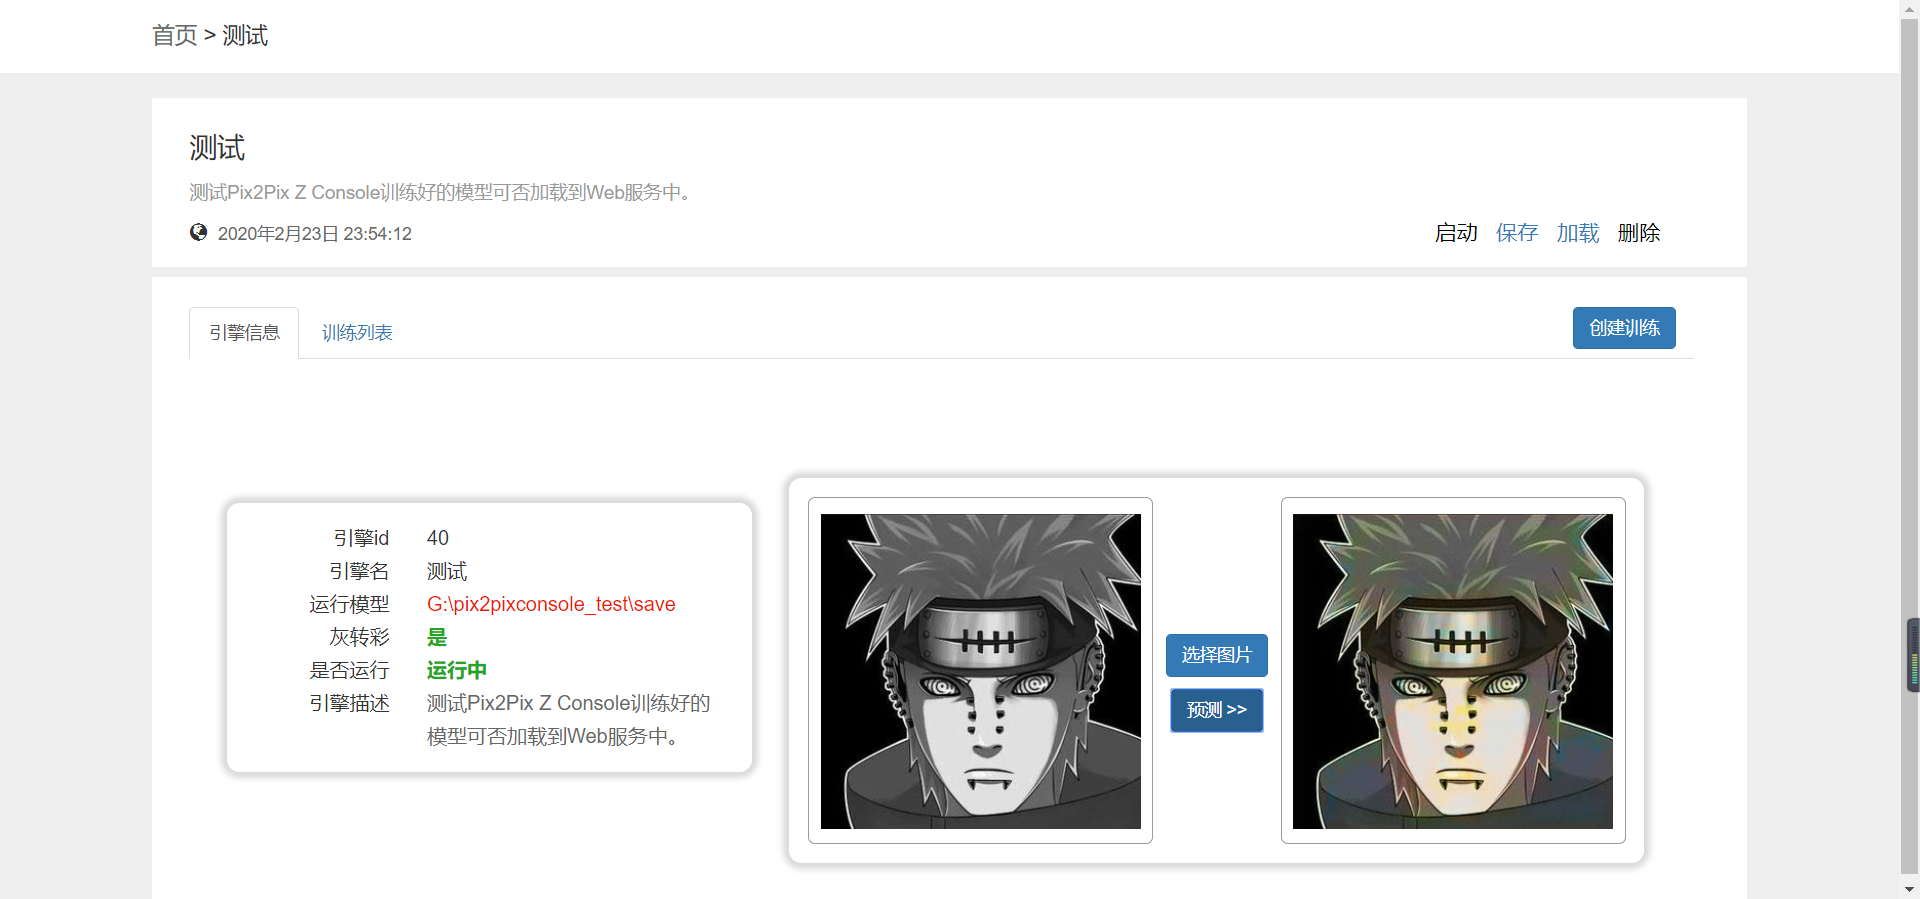 首页 > 测试
测试
测试Pix2Pix Z Console训练好的模型可否加载到Web服务中。
2020年2月23日 23:54:12
启动 保存 加载 删除
引擎信息 训练列表 创建训练
引擎id 40
引擎名 测试
运行模型 G:\pix2pixconsole_test\save
灰转彩 是
是否运行 运行中
引擎描述 测试Pix2Pix Z Console训练好的
模型可否加载到Web服务中。
选择图片
预测 >>